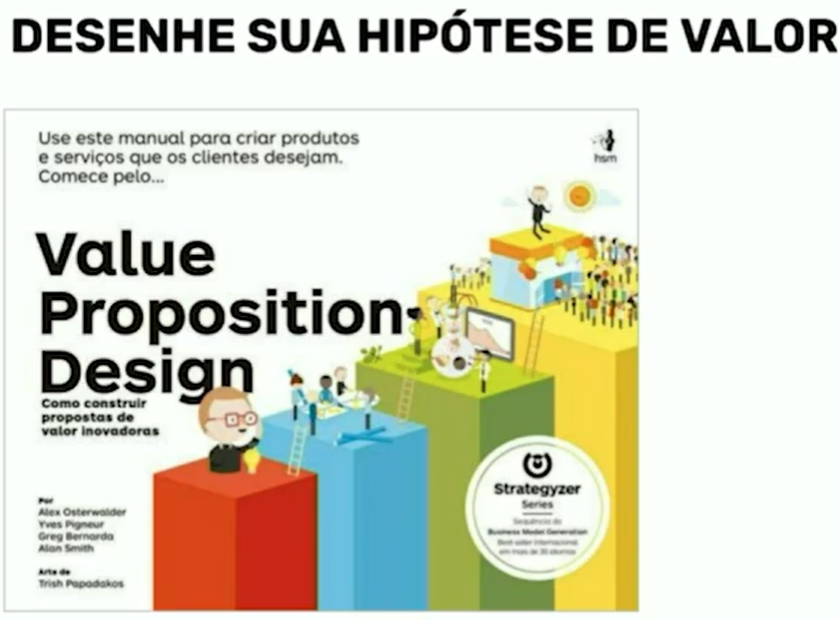 DESENHE SUA HIPÓTESE DE VALOR
Use este manual para criar produtos
e serviços que os clientes desejam.
Comece pelo...
hsm
Value
Proposition
Design
Como construir
propostas de
valor inovadoras
Por
Alex Osterwalder
Yves Pigneur
Greg Bernarda
Alan Smith
Arte de
Trish Papadakos
Strategyzer
Series
Sequência do
Business Model Generation
Best-seller internacional
em mais de 30 idiomas